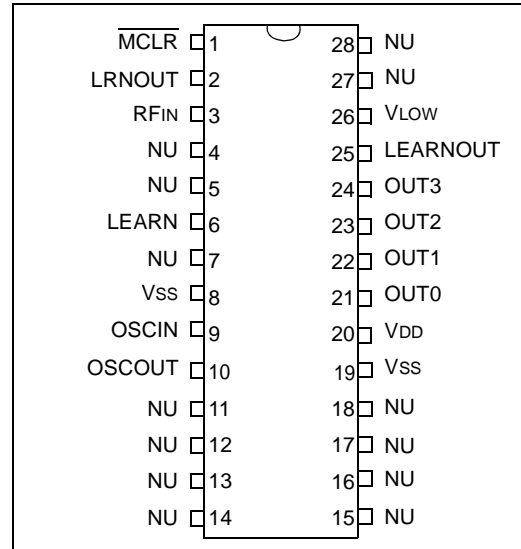 MCLR 1 28 NU
LRNOUT 2 27 NU
RFIN 3 26 VLOW
NU 4 25 LEARNOUT
NU 5 24 OUT3
LEARN 6 23 OUT2
NU 7 22 OUT1
VSS 8 21 OUT0
OSCIN 9 20 VDD
OSCOUT 10 19 VSS
NU 11 18 NU
NU 12 17 NU
NU 13 16 NU
NU 14 15 NU